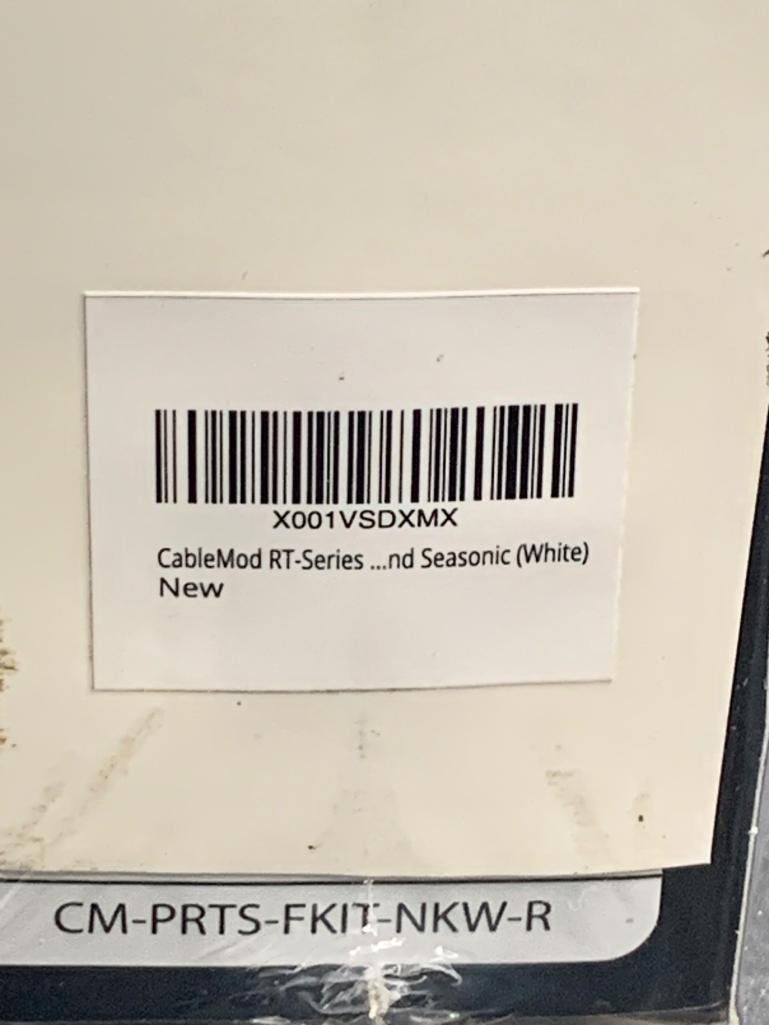 X001VSDXMX
CableMod RT-Series ...nd Seasonic (White)
New
CM-PRTS-FKIT-NKW-R